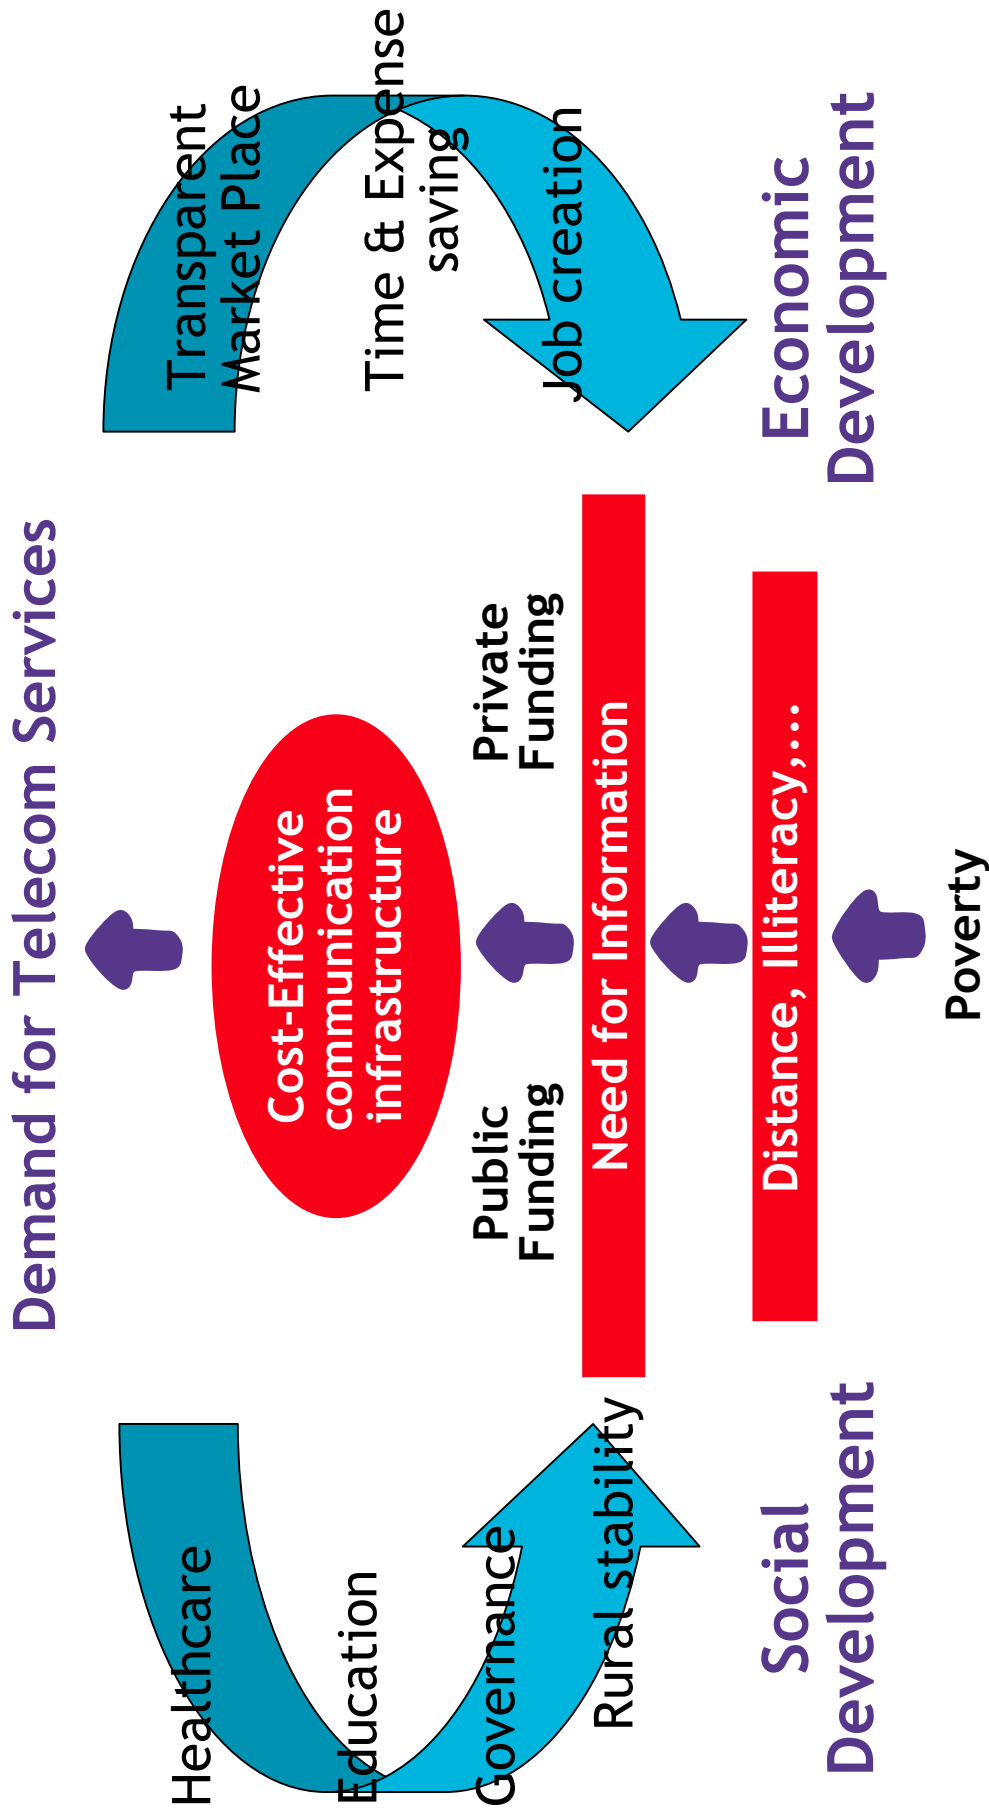 Demand for Telecom Services
Healthcare
Education
Governance
Rural stability
Social
Development
Cost-Effective
communication
infrastructure
Public
Funding
Private
Funding
Need for Information
Distance, Illiteracy,...
Poverty
Transparent
Market Place
Time & Expense
saving
Job creation
Economic
Development